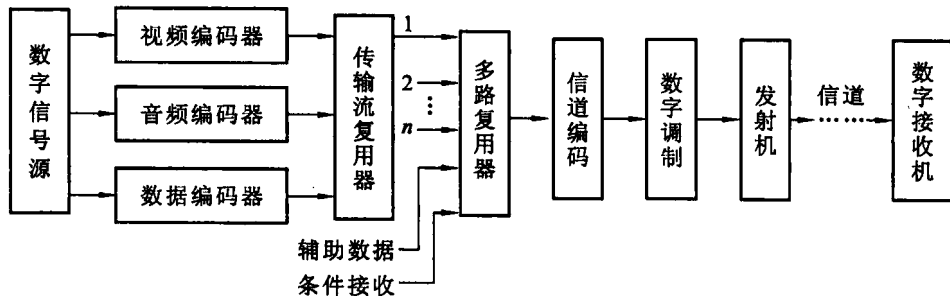 数字信号源
视频编码器
音频编码器
数据编码器
传输流复用器
1
2
⋯
n
辅助数据
条件接收
多路复用器
信道编码
数字调制
发射机
信道
⋯⋯
数字接收机